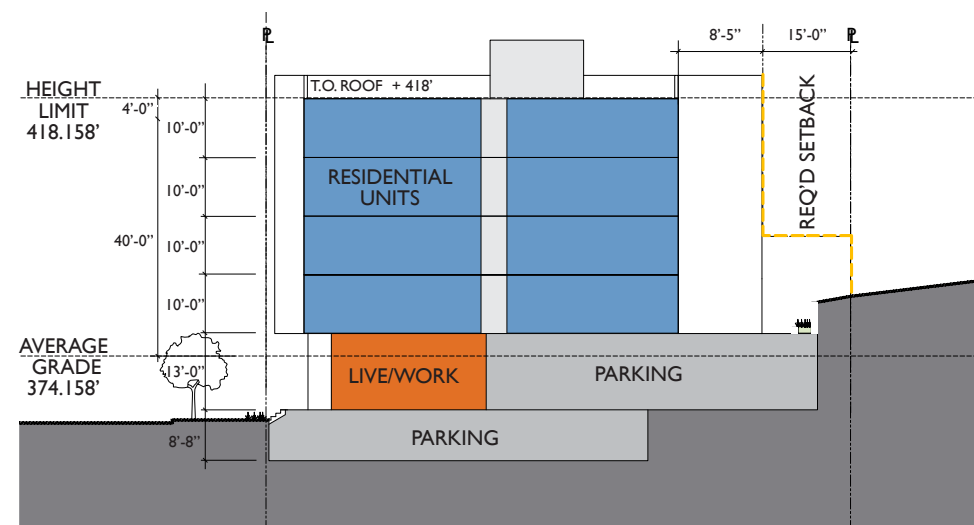 ℄
8'-5"
15'-0"
℄
HEIGHT
LIMIT
418.158'
4'-0"
T.O. ROOF + 418'
10'-0"
REQ'D SETBACK
RESIDENTIAL
UNITS
10'-0"
40'-0"
10'-0"
10'-0"
AVERAGE
GRADE
374.158'
13'-0"
LIVE/WORK
PARKING
8'-8"
PARKING